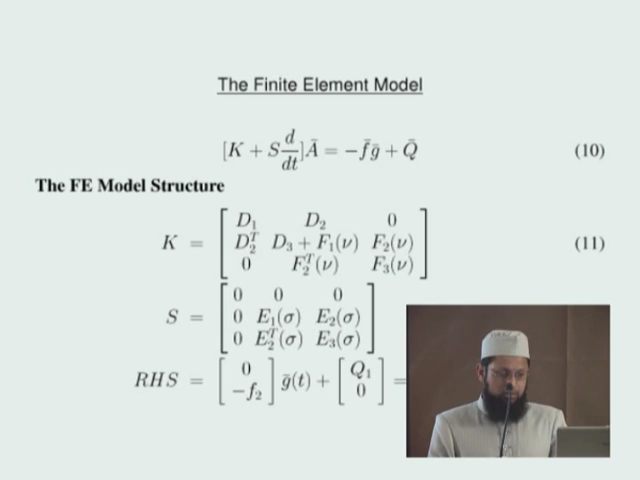 The Finite Element Model
[K + S d/dt]Ā = −f̄ḡ + Q̄ (10)
The FE Model Structure
K = [ D₁ D₂ 0
D₂ᵀ D₃ + F₁(ν) F₂(ν) (11)
0 F₂ᵀ(ν) F₃(ν) ]
S = [ 0 0 0
0 E₁(σ) E₂(σ)
0 E₂ᵀ(σ) E₃(σ) ]
RHS = [ 0 −f₂ ] ḡ(t) + [ Q₁ 0 ] =